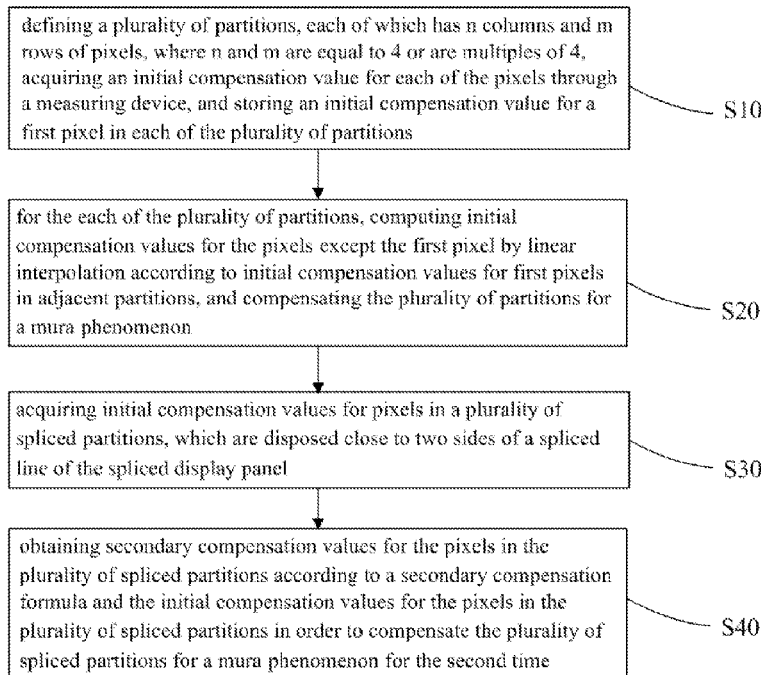 defining a plurality of partitions, each of which has n columns and m
rows of pixels, where n and m are equal to 4 or are multiples of 4,
acquiring an initial compensation value for each of the pixels through
a measuring device, and storing an initial compensation value for a
first pixel in each of the plurality of partitions
S10
for the each of the plurality of partitions, computing initial
compensation values for the pixels except the first pixel by linear
interpolation according to initial compensation values for first pixels
in adjacent partitions, and compensating the plurality of partitions for
a mura phenomenon
S20
acquiring initial compensation values for pixels in a plurality of
spliced partitions, which are disposed close to two sides of a spliced
line of the spliced display panel
S30
obtaining secondary compensation values for the pixels in the
plurality of spliced partitions according to a secondary compensation
formula and the initial compensation values for the pixels in the
plurality of spliced partitions in order to compensate the plurality of
spliced partitions for a mura phenomenon for the second time
S40